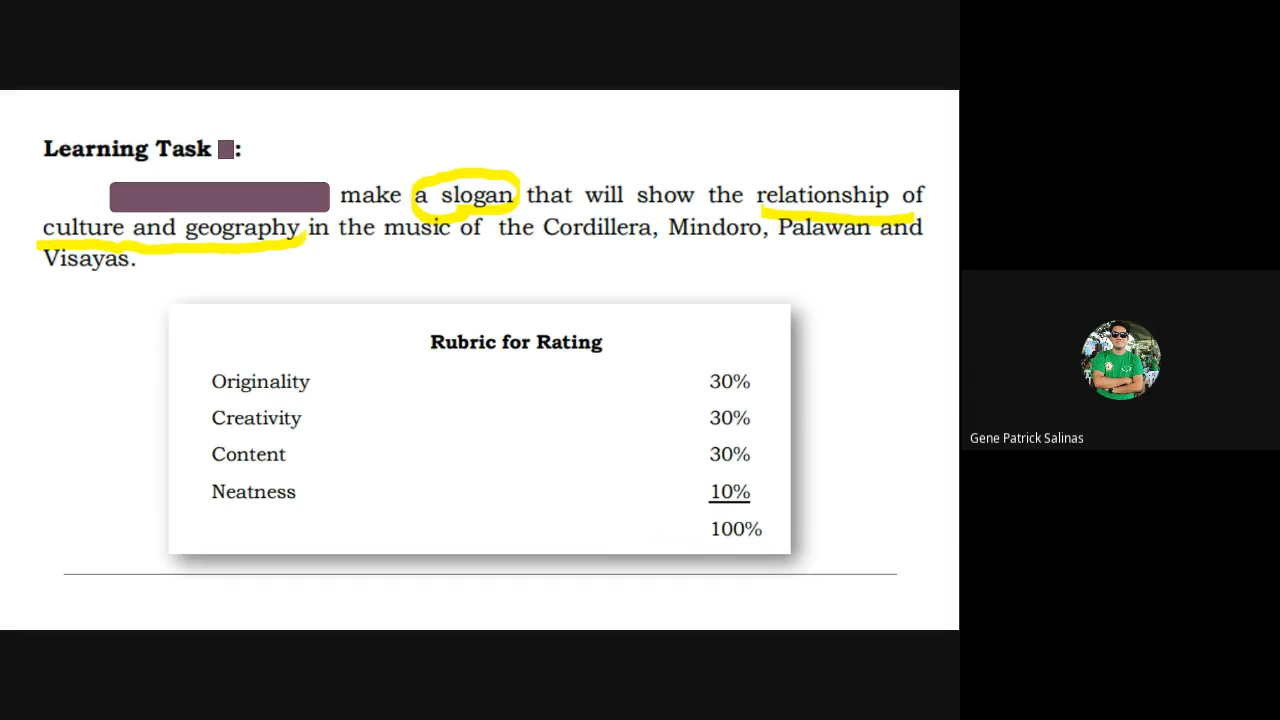 Learning Task :
make a slogan that will show the relationship of
culture and geography in the music of the Cordillera, Mindoro, Palawan and
Visayas.
Rubric for Rating
Originality 30%
Creativity 30%
Content 30%
Neatness 10%
100%
Gene Patrick Salinas